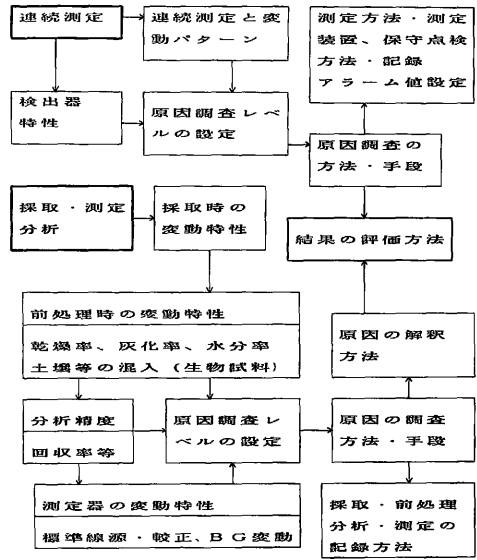 連続測定
連続測定と変
動パターン
測定方法・測定
装置、保守点検
方法・記録
アラーム値設定
検出器
特性
原因調査レベ
ルの設定
原因調査の
方法・手段
採取・測定
分析
採取時の
変動特性
結果の評価方法
前処理時の変動特性
乾燥率、灰化率、水分率
土壌等の混入（生物試料）
原因の解釈
方法
分析精度
回収率等
原因調査レ
ベルの設定
原因の調査
方法・手段
測定器の変動特性
標準線源・較正、ＢＧ変動
採取・前処理
分析・測定の
記録方法